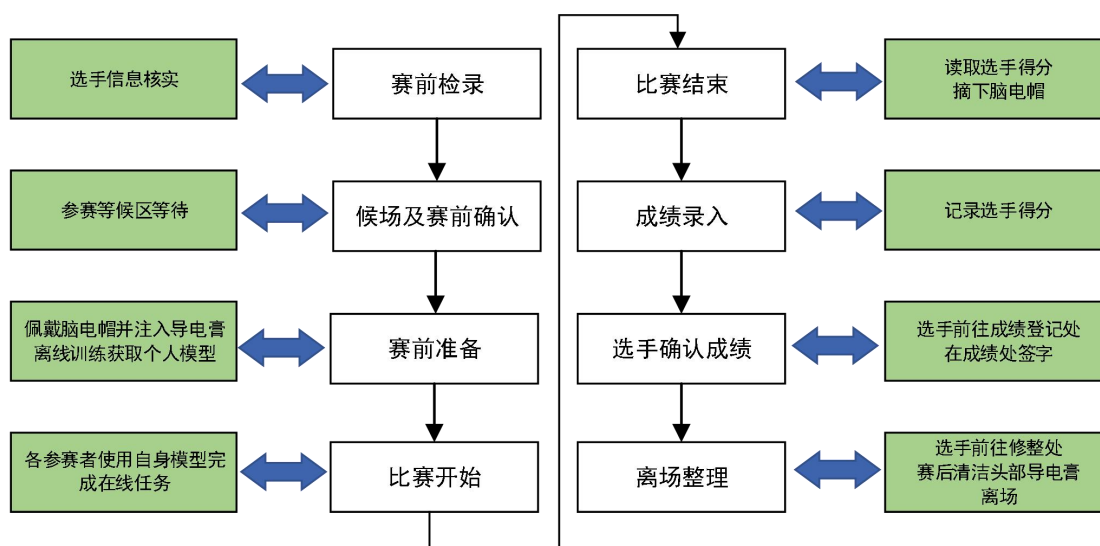 选手信息核实
赛前检录
参赛等候区等待
候场及赛前确认
佩戴脑电帽并注入导电膏
离线训练获取个人模型
赛前准备
各参赛者使用自身模型完
成在线任务
比赛开始
比赛结束
读取选手得分
摘下脑电帽
成绩录入
记录选手得分
选手确认成绩
选手前往成绩登记处
在成绩处签字
离场整理
选手前往修整处
赛后清洁头部导电膏
离场